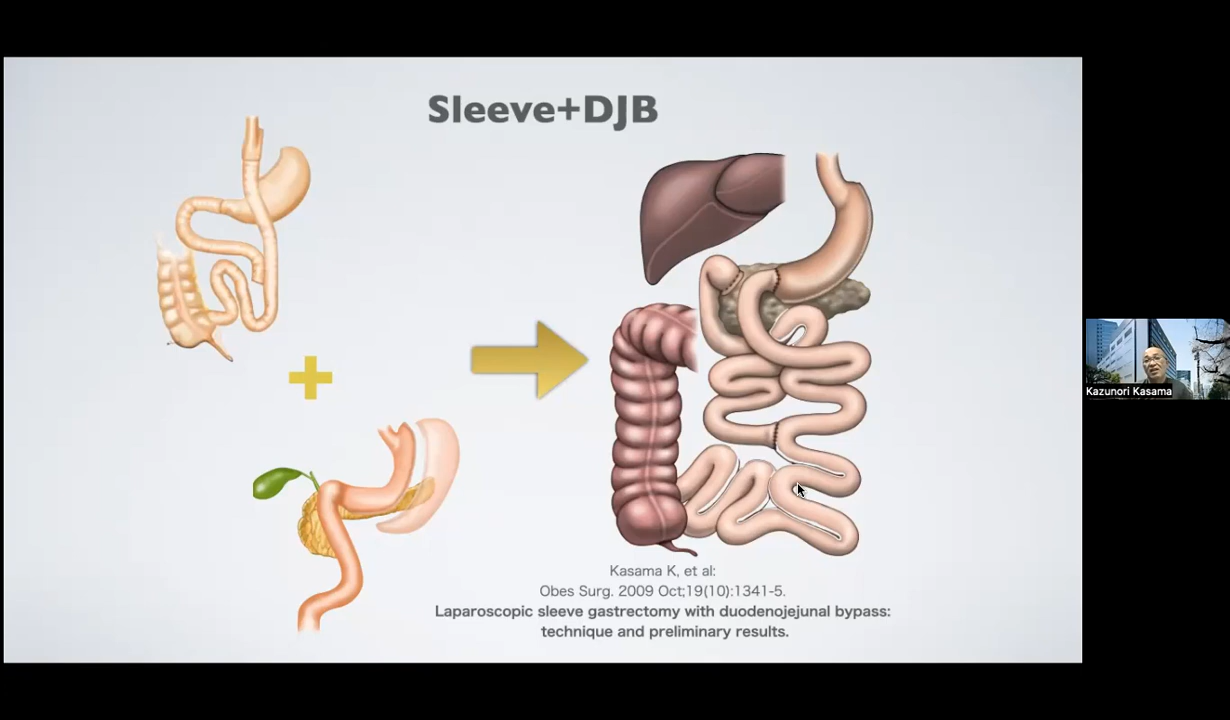 Sleeve+DJB
Kazunori Kasama
Kasama K, et al:
Obes Surg. 2009 Oct;19(10):1341-5.
Laparoscopic sleeve gastrectomy with duodenojejunal bypass:
technique and preliminary results.